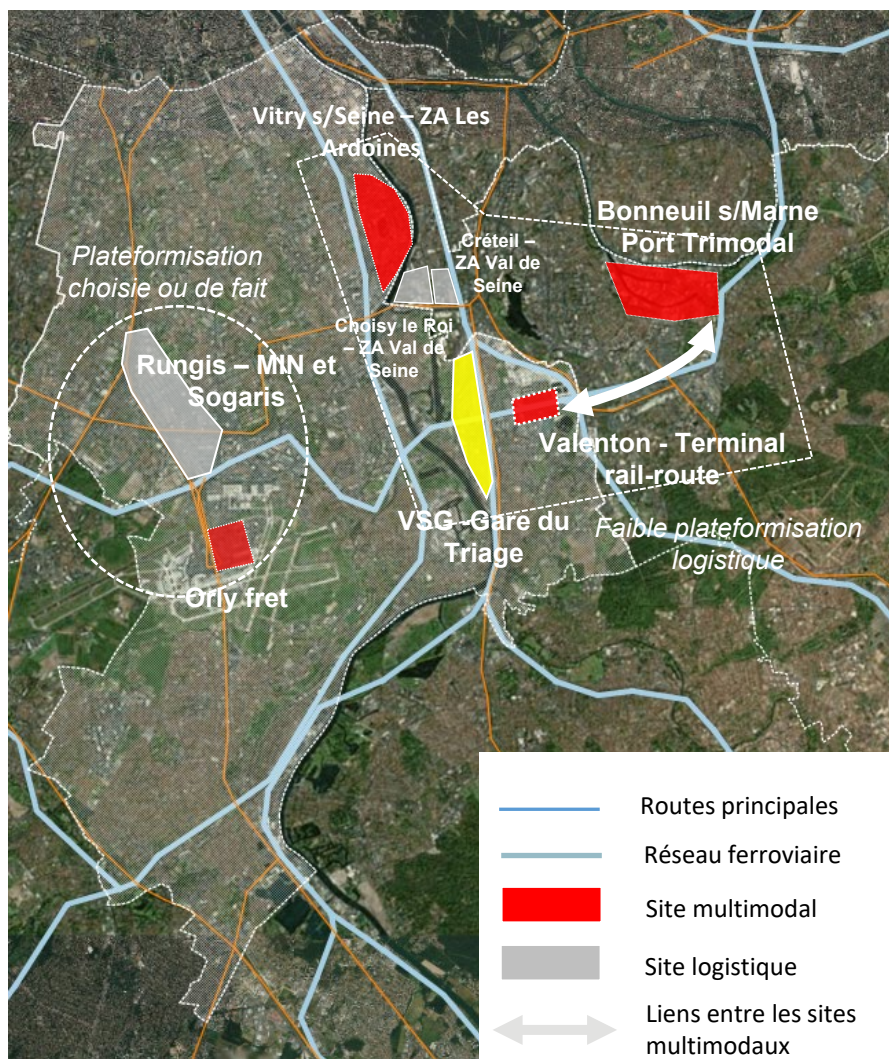 Vitry s/Seine – ZA Les
Ardoines
Bonneuil s/Marne
Port Trimodal
Créteil –
ZA Val de
Seine
Plateformisation
choisie ou de fait
Choisy le Roi
– ZA Val de
Seine
Rungis – MIN et
Sogaris
Valenton - Terminal
rail-route
VSG -Gare du
Triage
Faible plateformisation
logistique
Orly fret
Routes principales
Réseau ferroviaire
Site multimodal
Site logistique
Liens entre les sites
multimodaux